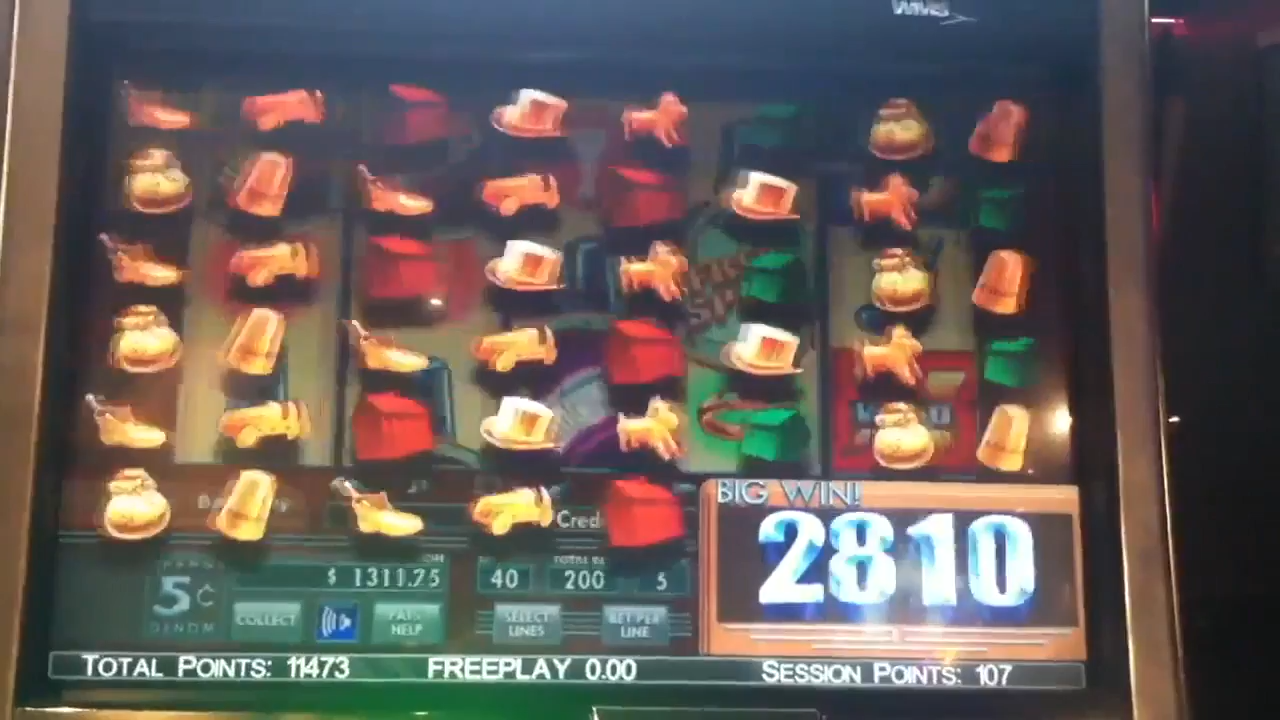 WMS
BIG WIN!
2810
Cred
$ 1311.75
40 200 5
5¢
DENOM
COLLECT
PAYS HELP
SELECT LINES
BET PER LINE
TOTAL POINTS: 11473 FREEPLAY 0.00 SESSION POINTS: 107